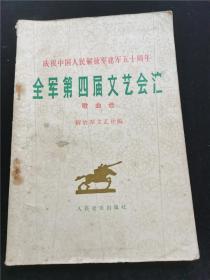 庆祝中国人民解放军建军五十周年
全军第四届文艺会演
歌曲选
解放军文艺社编
人民音乐出版社